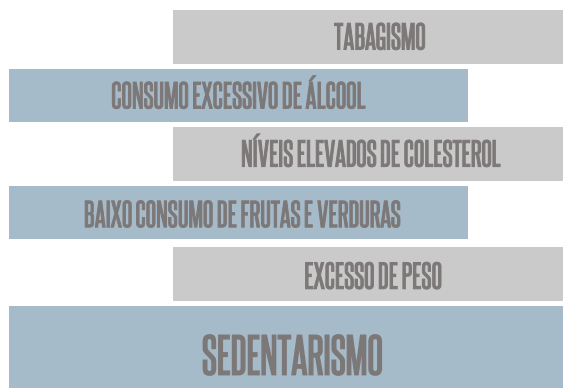 TABAGISMO
CONSUMO EXCESSIVO DE ÁLCOOL
NÍVEIS ELEVADOS DE COLESTEROL
BAIXO CONSUMO DE FRUTAS E VERDURAS
EXCESSO DE PESO
SEDENTARISMO